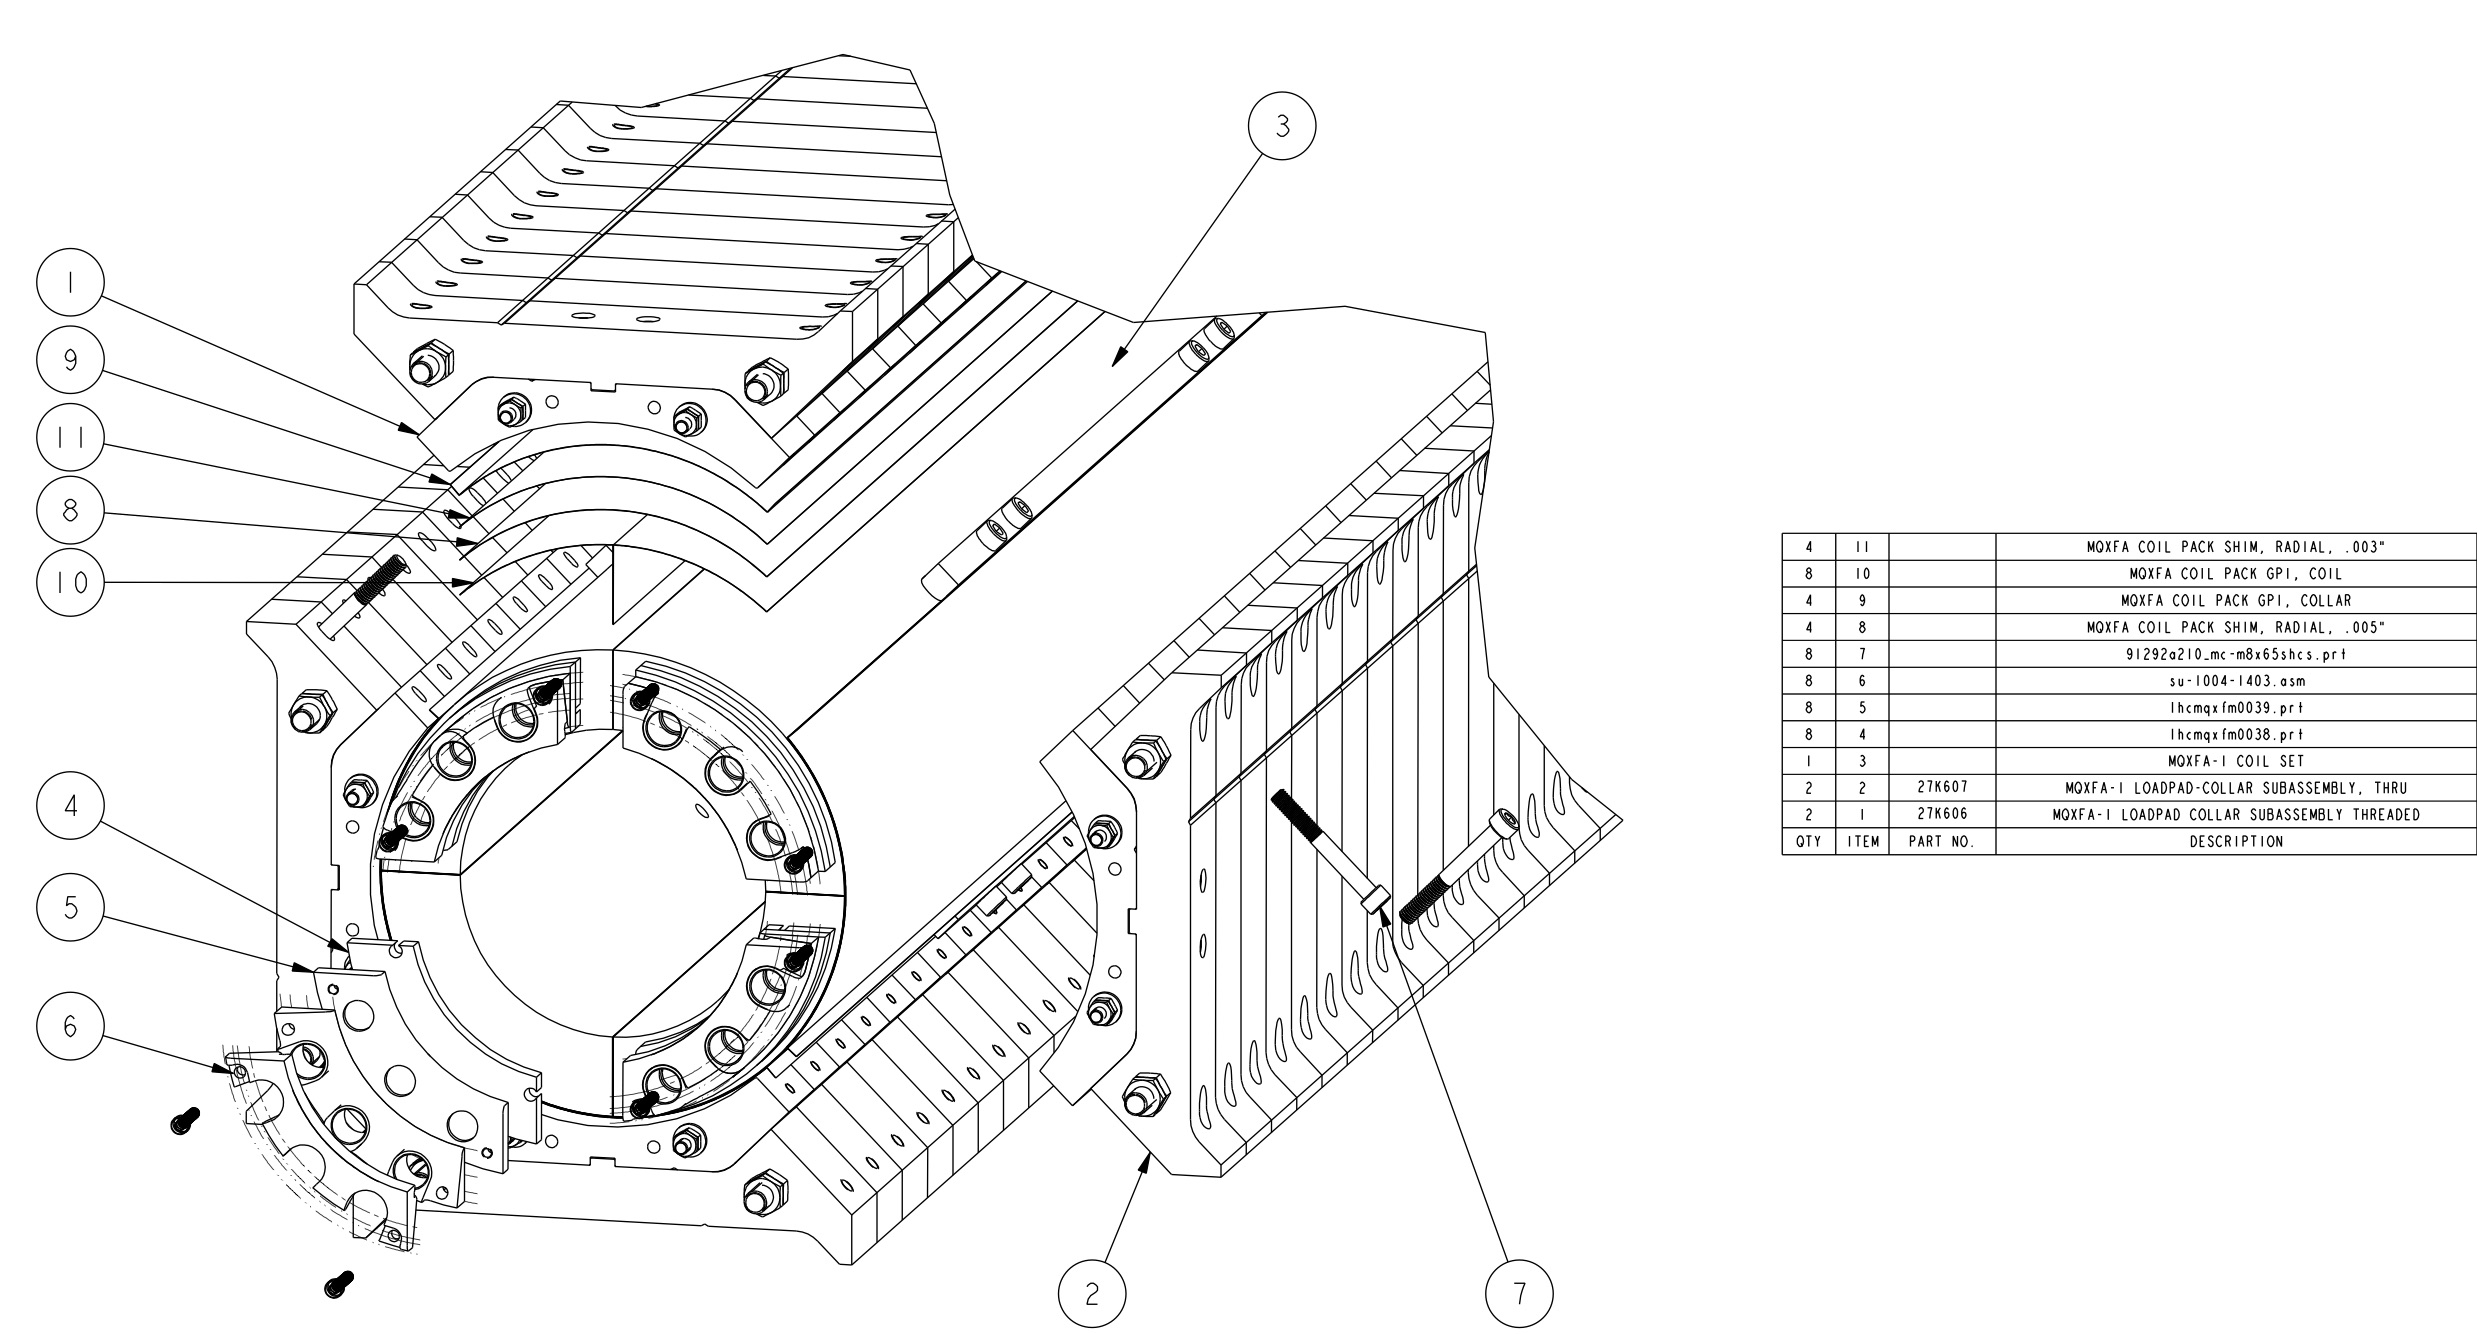 3
1
9
11
8
10
4
5
6
2
7
4 11 MQXFA COIL PACK SHIM, RADIAL, .003"
8 10 MQXFA COIL PACK GPI, COIL
4 9 MQXFA COIL PACK GPI, COLLAR
4 8 MQXFA COIL PACK SHIM, RADIAL, .005"
8 7 91292a210_mc-m8x65shcs.prt
8 6 su-1004-1403.asm
8 5 lhcmqxfm0039.prt
8 4 lhcmqxfm0038.prt
1 3 MQXFA-1 COIL SET
2 2 27K607 MQXFA-1 LOADPAD-COLLAR SUBASSEMBLY, THRU
2 1 27K606 MQXFA-1 LOADPAD COLLAR SUBASSEMBLY THREADED
QTY ITEM PART NO. DESCRIPTION